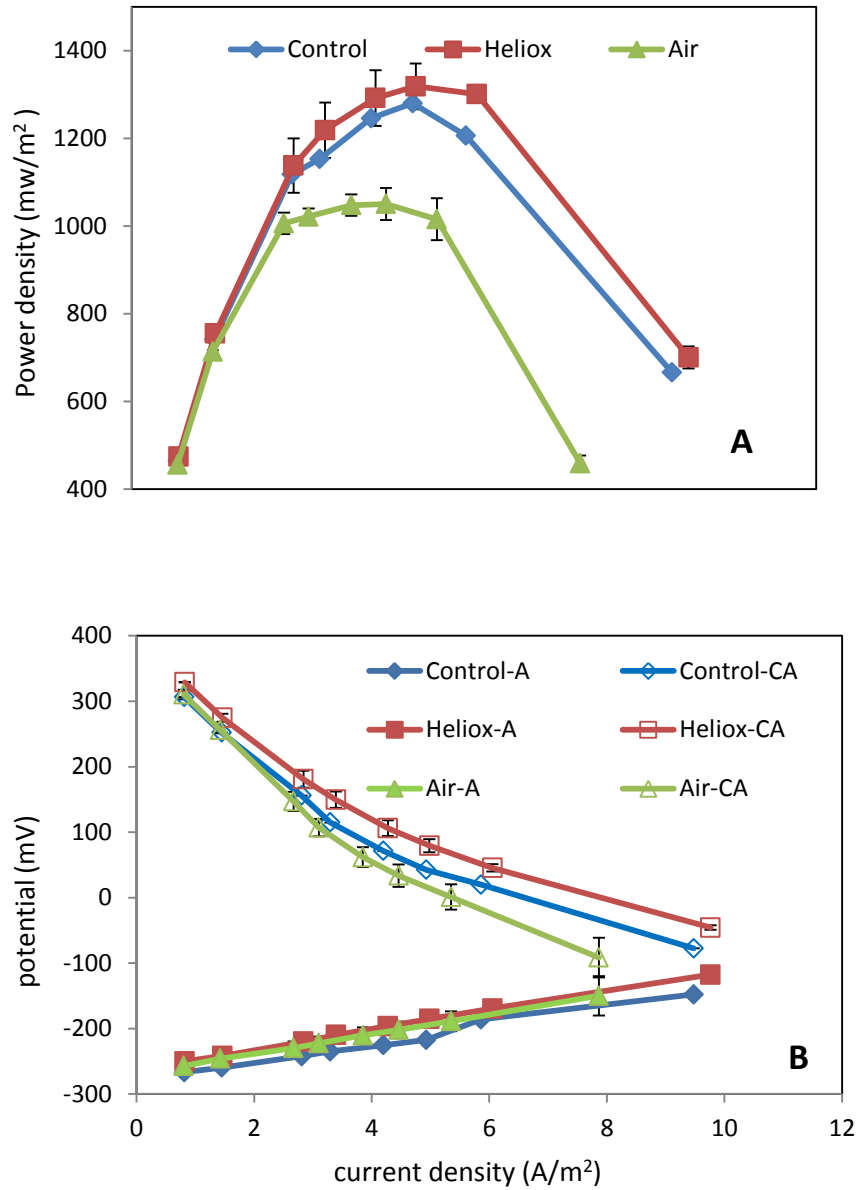 Control Heliox Air
1400
1200
1000
800
600
400
Power density (mw/m²)
A
400
300
200
100
0
-100
-200
-300
potential (mV)
Control-A Control-CA
Heliox-A Heliox-CA
Air-A Air-CA
B
0 2 4 6 8 10 12
current density (A/m²)